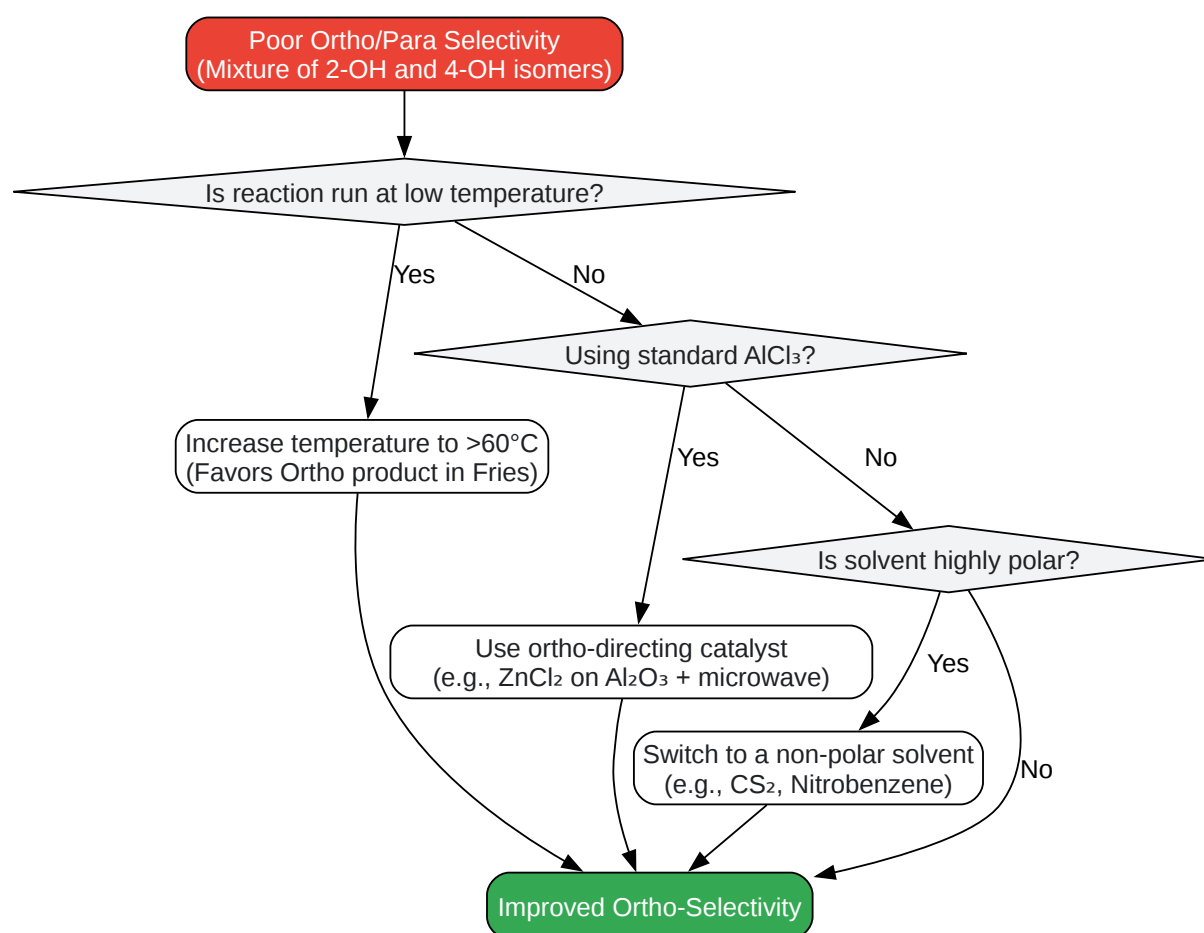 Poor Ortho/Para Selectivity
(Mixture of 2-OH and 4-OH isomers)
Is reaction run at low temperature?
Yes
No
Using standard AlCl₃?
Increase temperature to >60°C
(Favors Ortho product in Fries)
Yes
No
Is solvent highly polar?
Use ortho-directing catalyst
(e.g., ZnCl₂ on Al₂O₃ + microwave)
Yes
Switch to a non-polar solvent
(e.g., CS₂, Nitrobenzene)
No
Improved Ortho-Selectivity